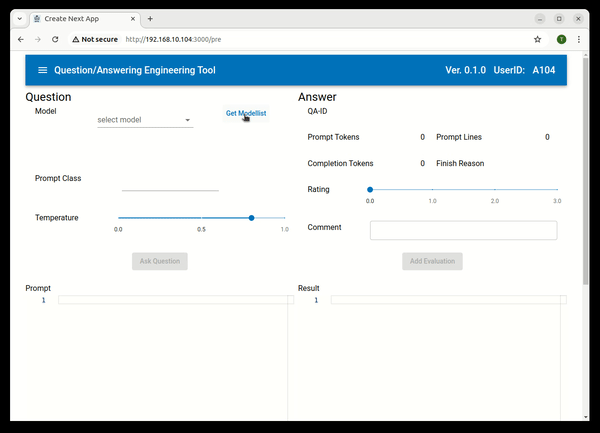 Create Next App
Not secure
http://192.168.10.104:3000/pre
T
Question/Answering Engineering Tool
Ver. 0.1.0 UserID: A104
Question
Model
select model
Get Modellist
Prompt Class
Temperature
0.0 0.5 1.0
Ask Question
Answer
QA-ID
Prompt Tokens 0 Prompt Lines 0
Completion Tokens 0 Finish Reason
Rating
0.0 1.0 2.0 3.0
Comment
Add Evaluation
Prompt
1
Result
1